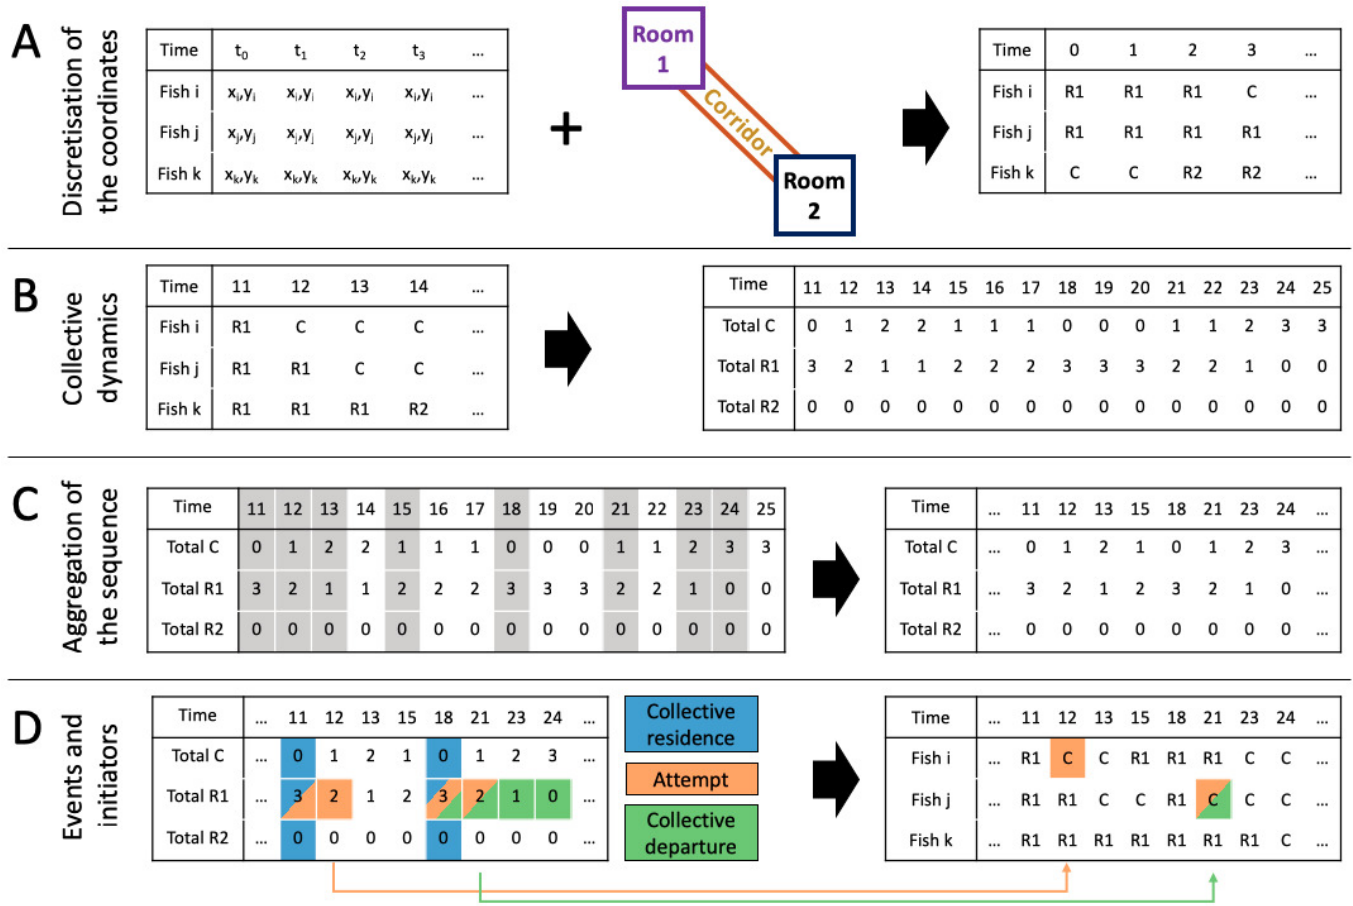 A
Discretisation of
the coordinates
Time t0 t1 t2 t3 ...
Fish i xi,yi xi,yi xi,yi xi,yi ...
Fish j xj,yj xj,yj xj,yj xj,yj ...
Fish k xk,yk xk,yk xk,yk xk,yk ...
+
Room
1
Corridor
Room
2
Time 0 1 2 3 ...
Fish i R1 R1 R1 C ...
Fish j R1 R1 R1 R1 ...
Fish k C C R2 R2 ...
B
Collective
dynamics
Time 11 12 13 14 ...
Fish i R1 C C C ...
Fish j R1 R1 C C ...
Fish k R1 R1 R1 R2 ...
Time 11 12 13 14 15 16 17 18 19 20 21 22 23 24 25
Total C 0 1 2 2 1 1 1 0 0 0 1 1 2 3 3
Total R1 3 2 1 1 2 2 2 3 3 3 2 2 1 0 0
Total R2 0 0 0 0 0 0 0 0 0 0 0 0 0 0 0
C
Aggregation of
the sequence
Time 11 12 13 14 15 16 17 18 19 20 21 22 23 24 25
Total C 0 1 2 2 1 1 1 0 0 0 1 1 2 3 3
Total R1 3 2 1 1 2 2 2 3 3 3 2 2 1 0 0
Total R2 0 0 0 0 0 0 0 0 0 0 0 0 0 0 0
Time ... 11 12 13 15 18 21 23 24 ...
Total C ... 0 1 2 1 0 1 2 3 ...
Total R1 ... 3 2 1 2 3 2 1 0 ...
Total R2 ... 0 0 0 0 0 0 0 0 ...
D
Events and
initiators
Time ... 11 12 13 15 18 21 23 24 ...
Total C ... 0 1 2 1 0 1 2 3 ...
Total R1 ... 3 2 1 2 3 2 1 0 ...
Total R2 ... 0 0 0 0 0 0 0 0 ...
Collective
residence
Attempt
Collective
departure
Time ... 11 12 13 15 18 21 23 24 ...
Fish i ... R1 C C R1 R1 R1 C C ...
Fish j ... R1 R1 C C R1 C C C ...
Fish k ... R1 R1 R1 R1 R1 R1 R1 C ...